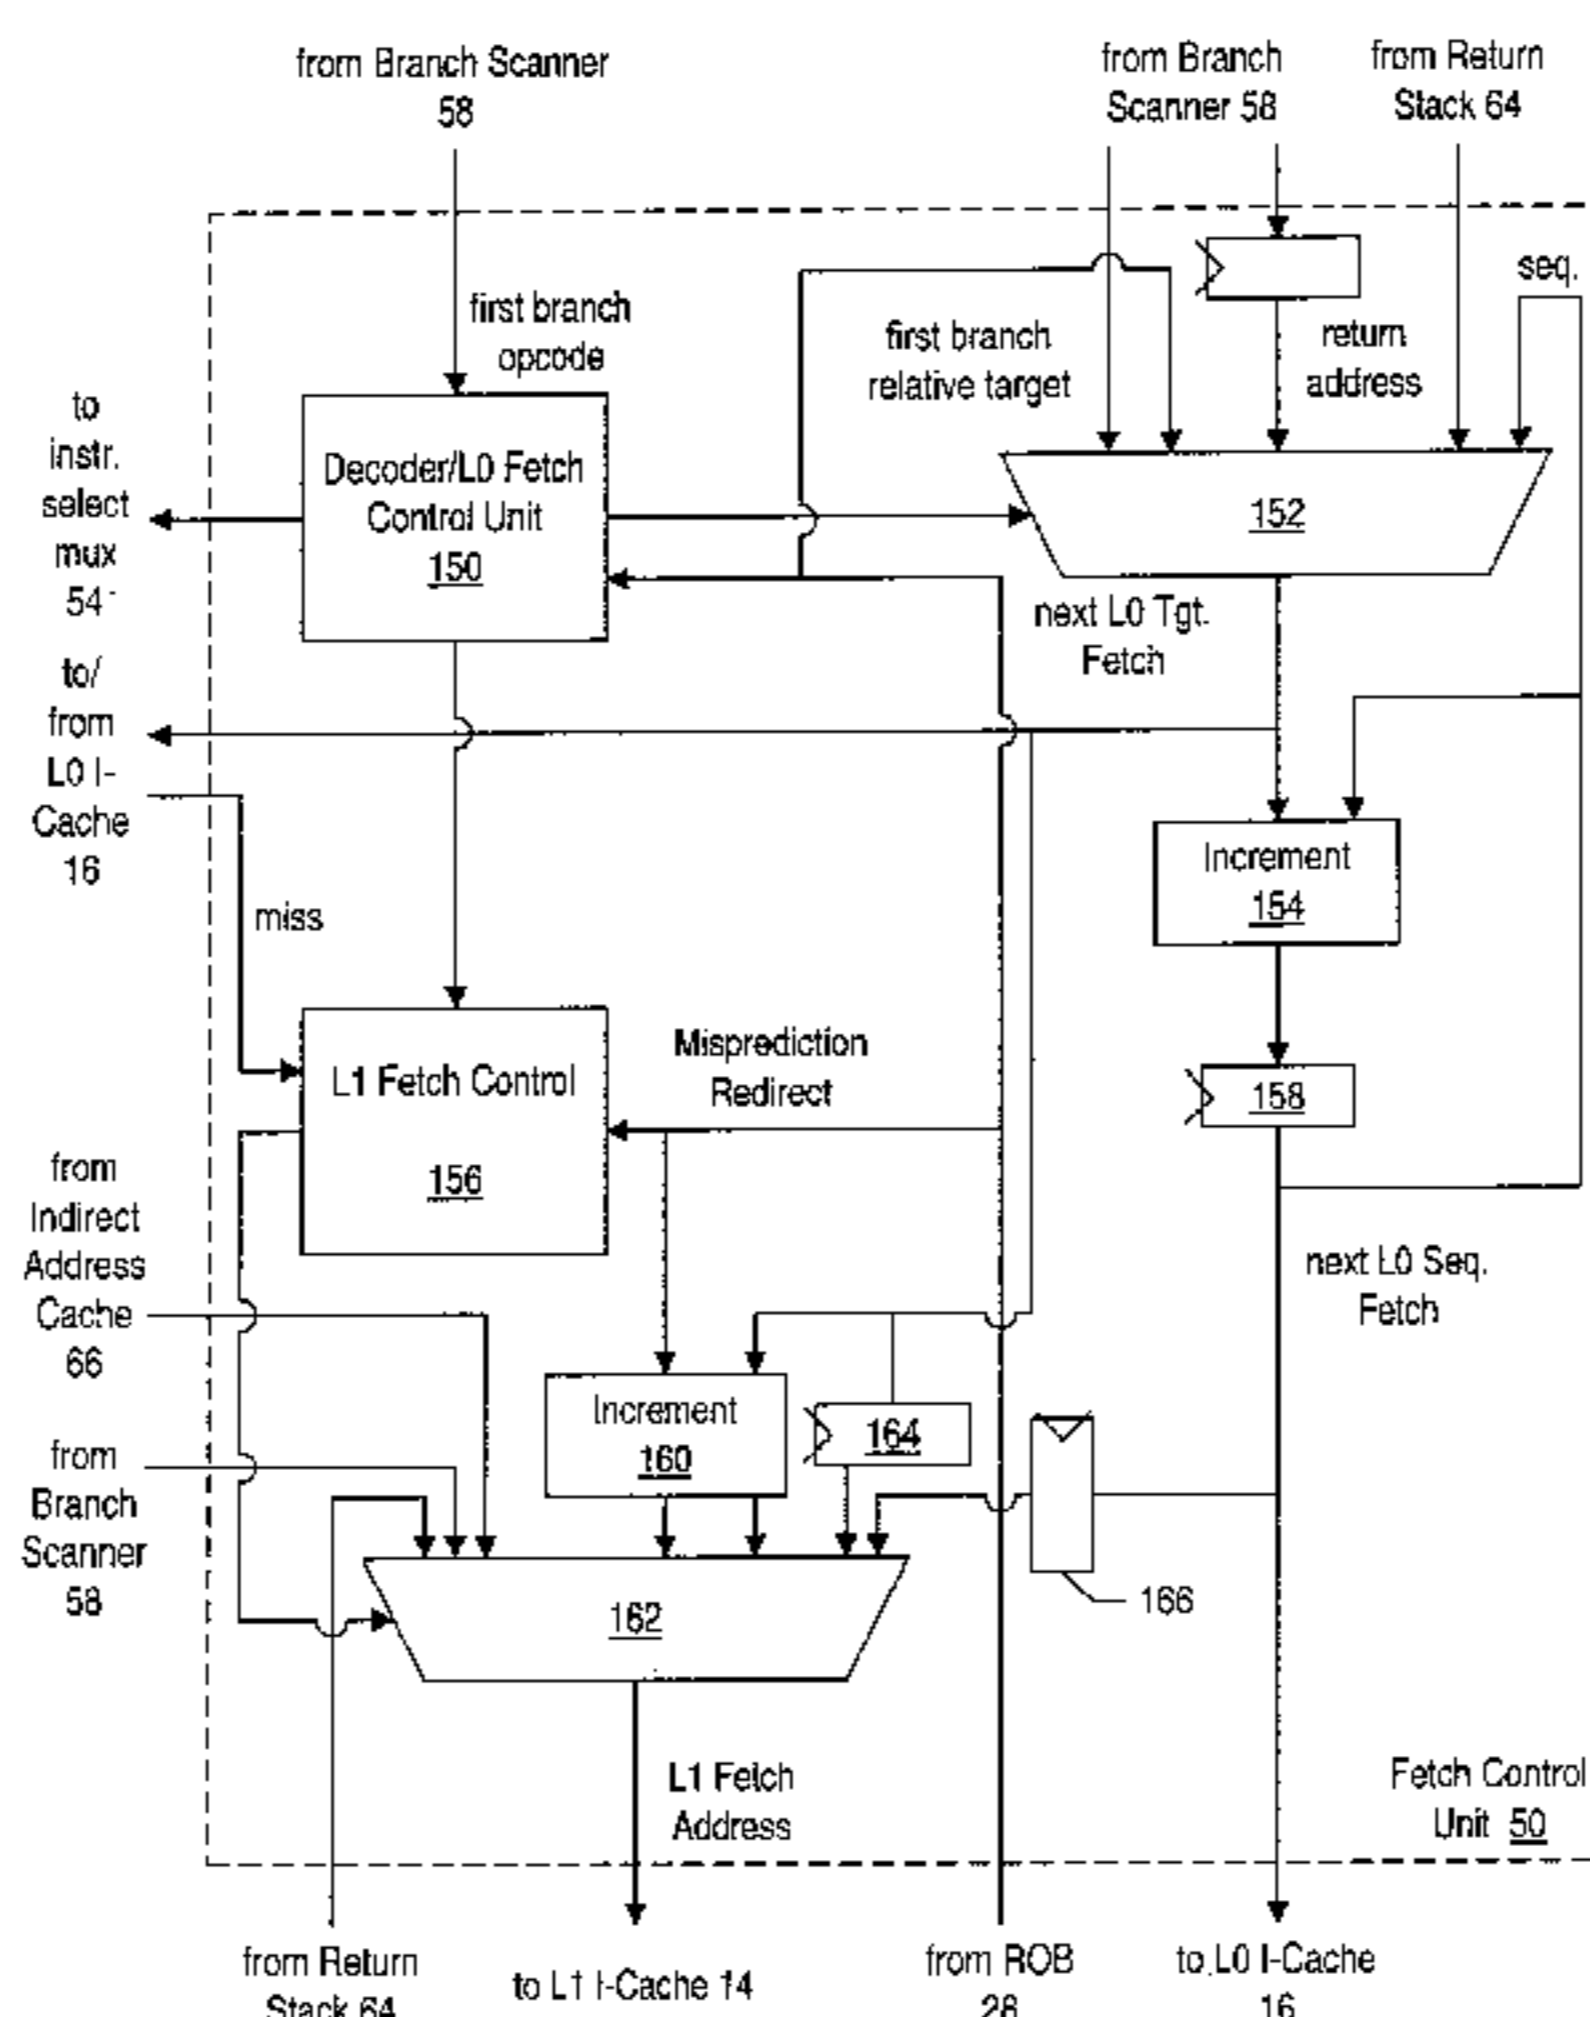 from Branch Scanner
58
from Branch
Scanner 58
from Return
Stack 64
seq.
first branch
opcode
first branch
relative target
return
address
to
instr.
select
mux
54
Decoder/L0 Fetch
Control Unit
150
152
next L0 Tgt.
Fetch
to/
from
L0 I-
Cache
16
miss
Increment
154
L1 Fetch Control
156
Misprediction
Redirect
158
from
Indirect
Address
Cache
66
next L0 Seq.
Fetch
Increment
160
164
from
Branch
Scanner
58
166
162
L1 Fetch
Address
Fetch Control
Unit 50
from Return
Stack 64
to L1 I-Cache 14
from ROB
28
to L0 I-Cache
16